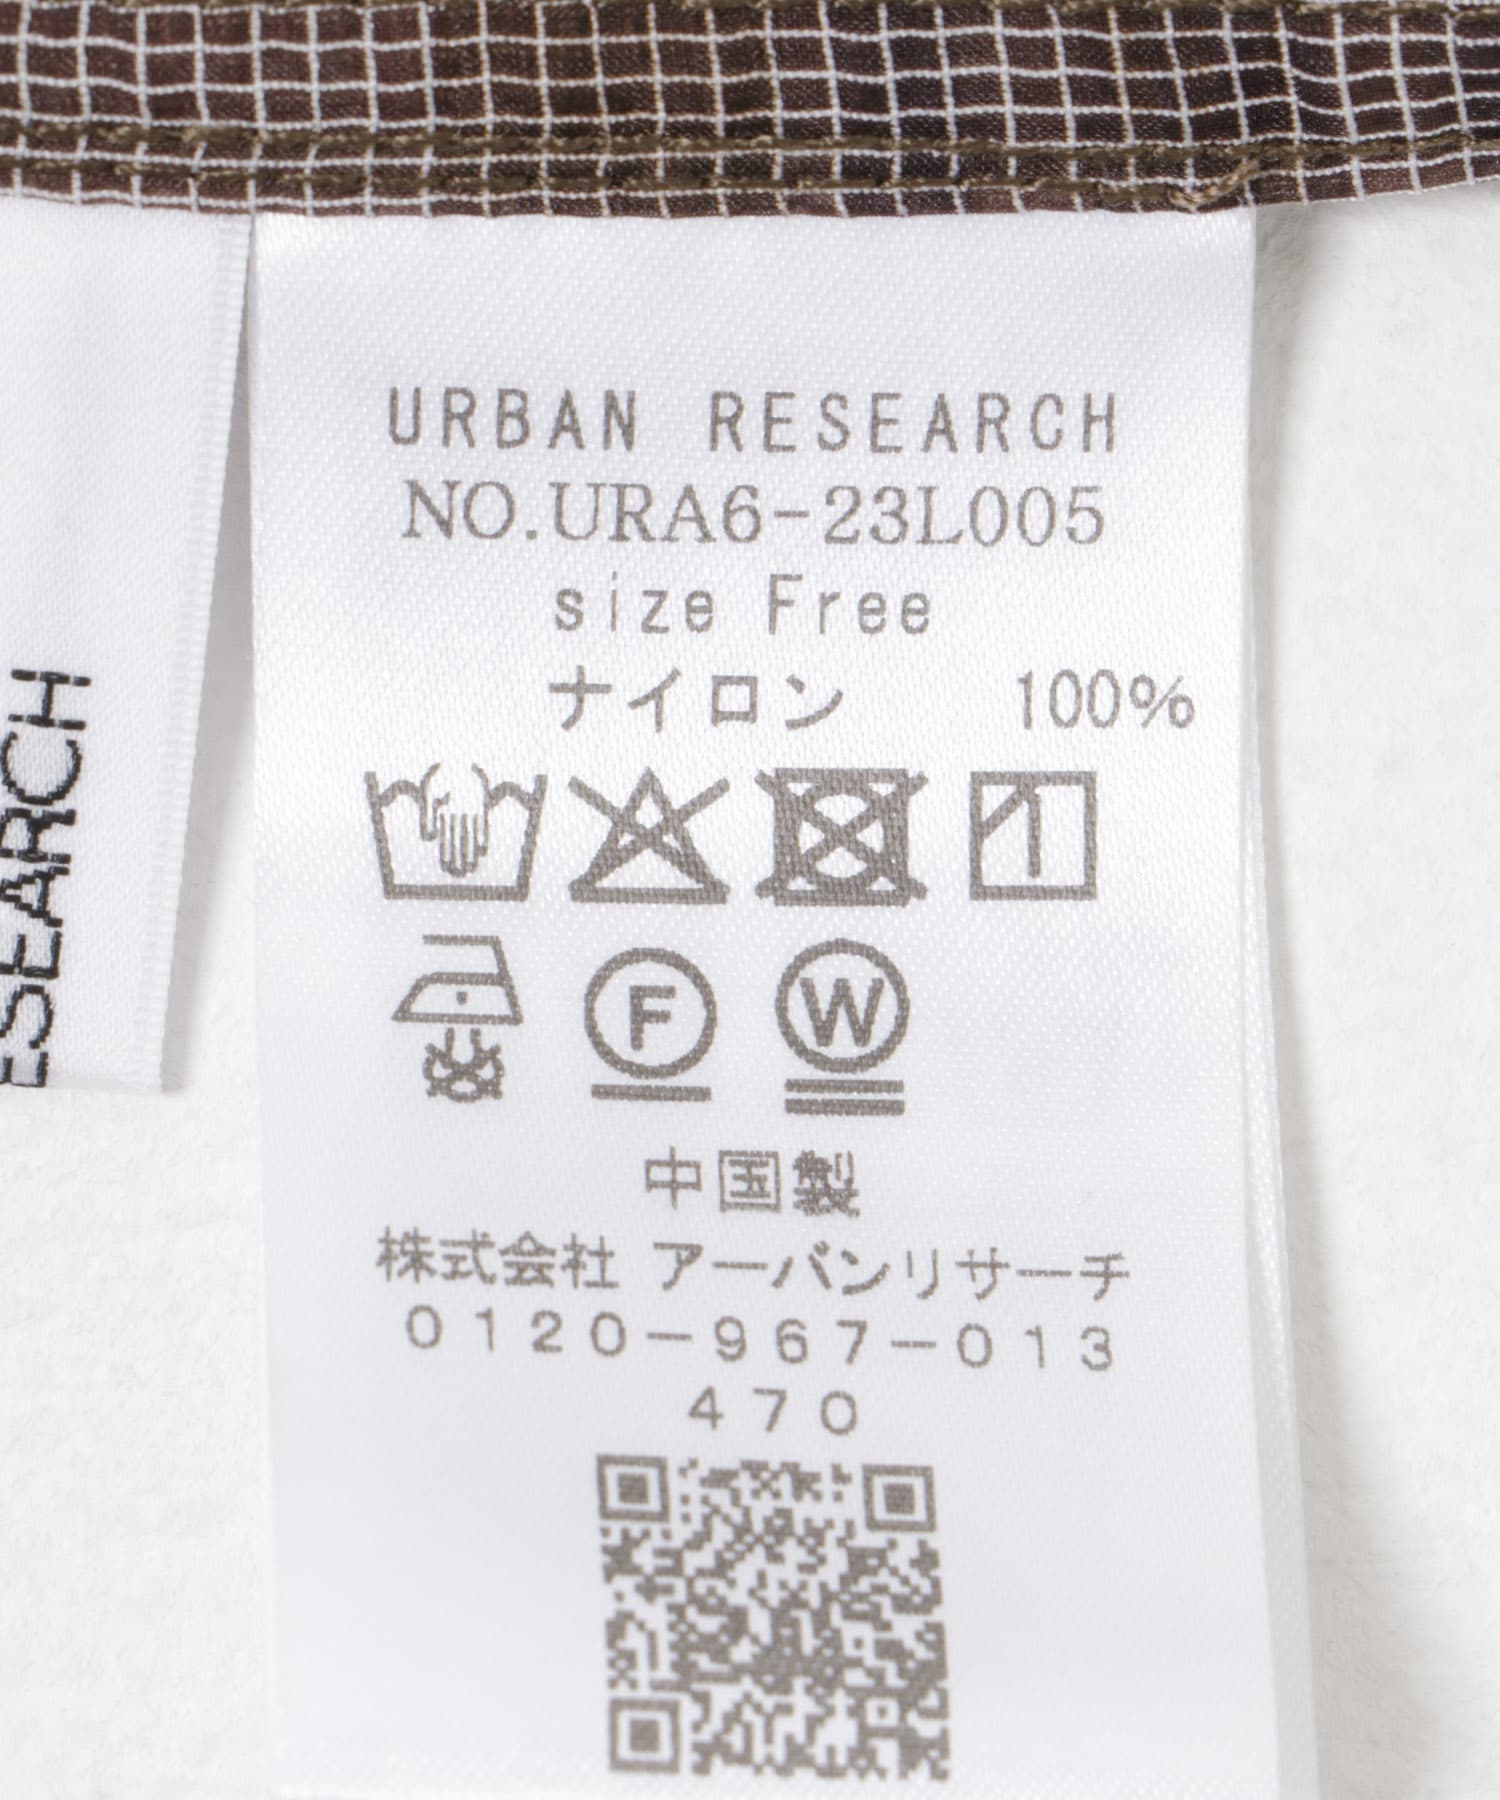 URBAN RESEARCH
NO.URA6-23L005
size Free
ナイロン 100%
F W
中国製
株式会社 アーバンリサーチ
0120-967-013
470
ESEARCH